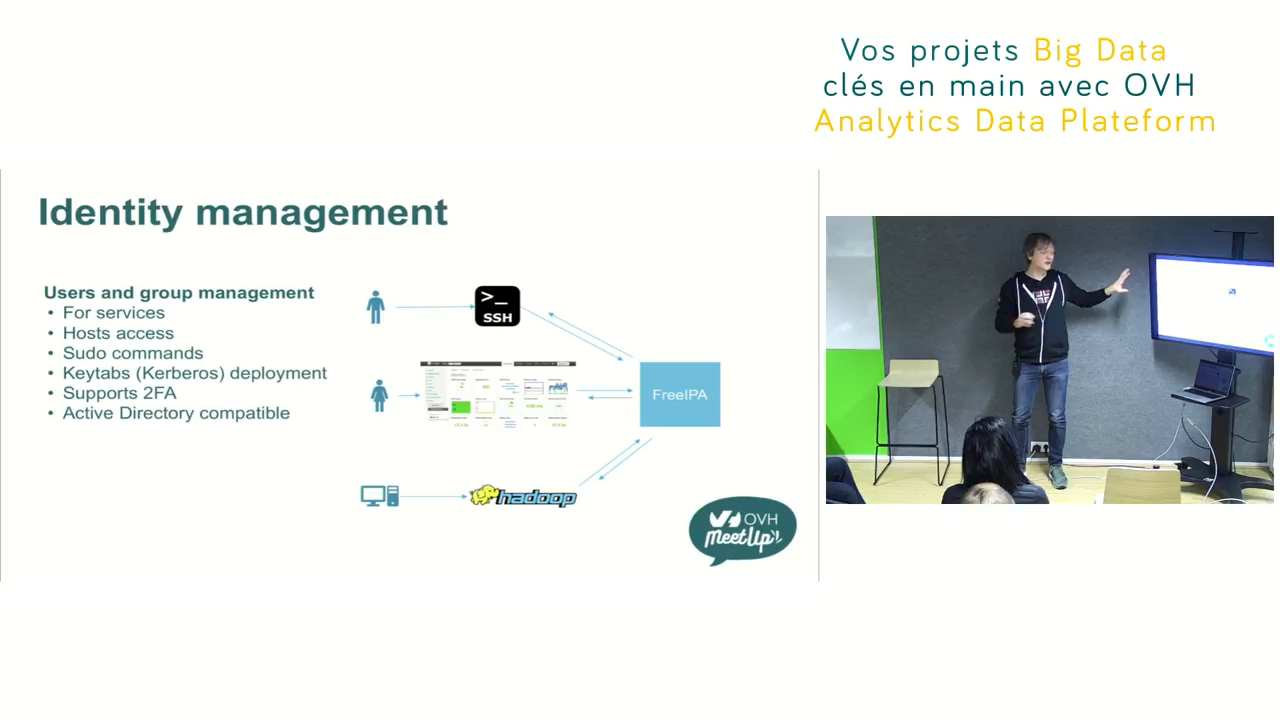 Vos projets Big Data
clés en main avec OVH
Analytics Data Plateform
Identity management
Users and group management
• For services
• Hosts access
• Sudo commands
• Keytabs (Kerberos) deployment
• Supports 2FA
• Active Directory compatible
>_
SSH
FreeIPA
hadoop
OVH
MeetUp